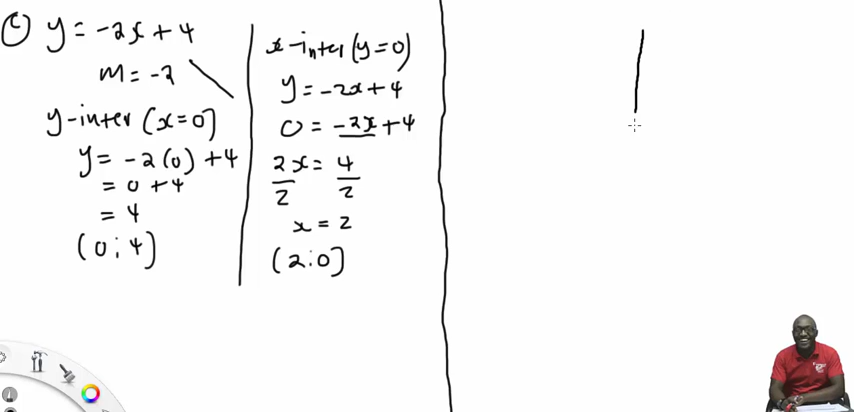 (c) y = -2x + 4
m = -2
y-inter (x=0)
y = -2(0) + 4
= 0 + 4
= 4
(0 ; 4)
x-inter (y=0)
y = -2x + 4
0 = -2x + 4
2x = 4
2 2
x = 2
(2 ; 0)